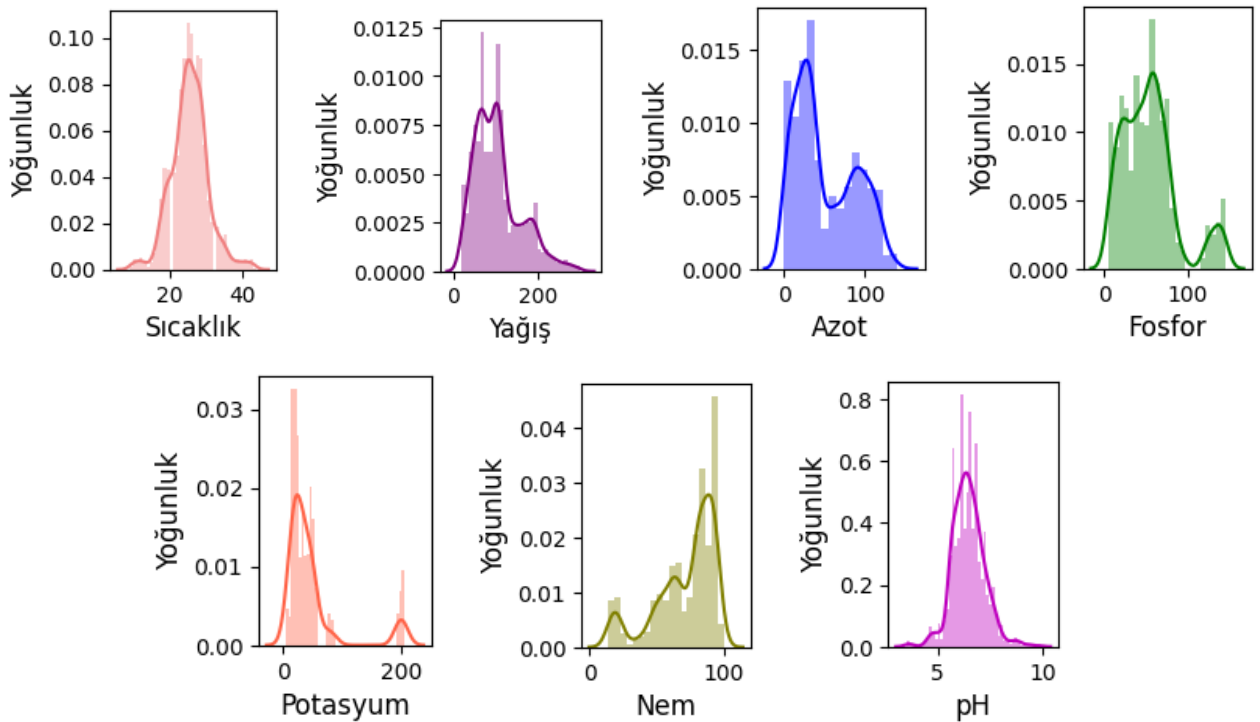 0.10
0.08
0.06
0.04
0.02
0.00
20 40
Yoğunluk
Sıcaklık
0.0125
0.0100
0.0075
0.0050
0.0025
0.0000
0 200
Yoğunluk
Yağış
0.015
0.010
0.005
0.000
0 100
Yoğunluk
Azot
0.015
0.010
0.005
0.000
0 100
Yoğunluk
Fosfor
0.03
0.02
0.01
0.00
0 200
Yoğunluk
Potasyum
0.04
0.03
0.02
0.01
0.00
0 100
Yoğunluk
Nem
0.8
0.6
0.4
0.2
0.0
5 10
Yoğunluk
pH